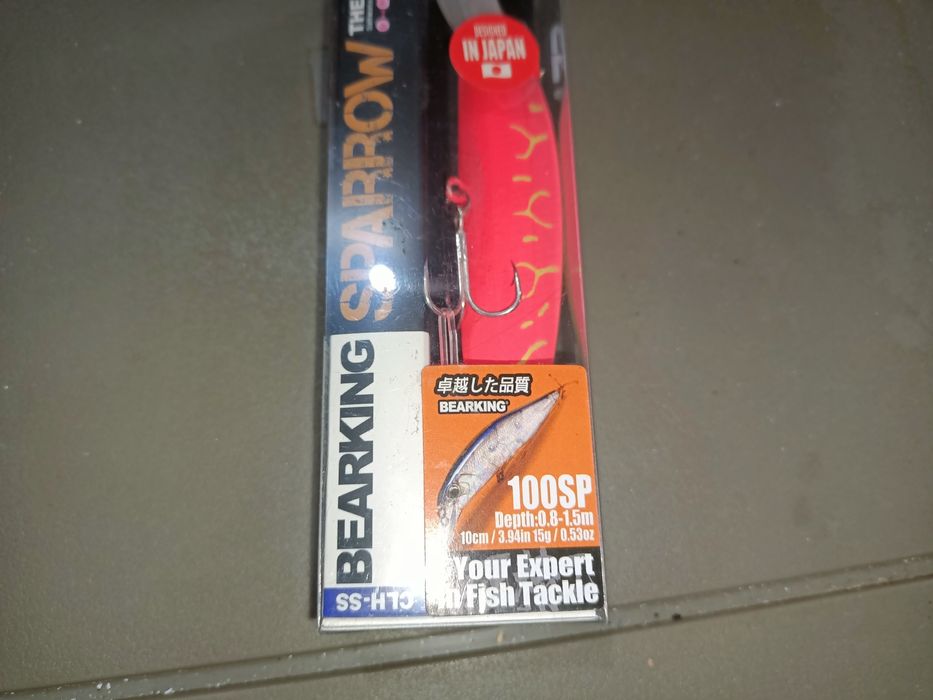 DESIGNED
IN JAPAN
THE
SPARROW
BEARKING
CLH-SS
卓越した品質
BEARKING
100SP
Depth:0.8-1.5m
10cm / 3.94in 15g / 0.53oz
Your Expert
In Fish Tackle